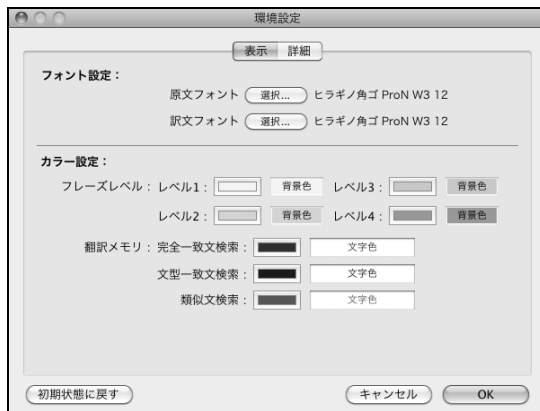 環境設定
表示 詳細
フォント設定：
原文フォント 選択... ヒラギノ角ゴ ProN W3 12
訳文フォント 選択... ヒラギノ角ゴ ProN W3 12
カラー設定：
フレーズレベル： レベル1： 背景色 レベル3： 背景色
レベル2： 背景色 レベル4： 背景色
翻訳メモリ： 完全一致文検索： 文字色
文型一致文検索： 文字色
類似文検索： 文字色
初期状態に戻す キャンセル OK